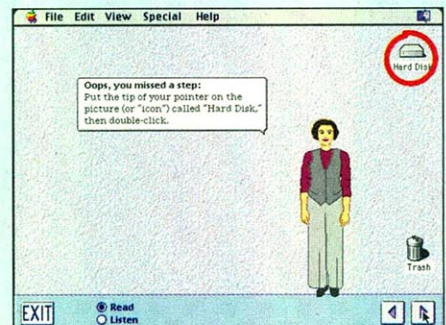 File Edit View Special Help
Hard Disk
Oops, you missed a step:
Put the tip of your pointer on the
picture (or "icon") called "Hard Disk,"
then double-click.
Trash
EXIT
Read
Listen